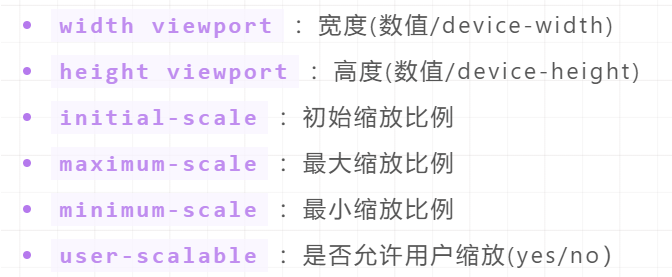 width viewport : 宽度(数值/device-width)
height viewport : 高度(数值/device-height)
initial-scale : 初始缩放比例
maximum-scale : 最大缩放比例
minimum-scale : 最小缩放比例
user-scalable : 是否允许用户缩放(yes/no)